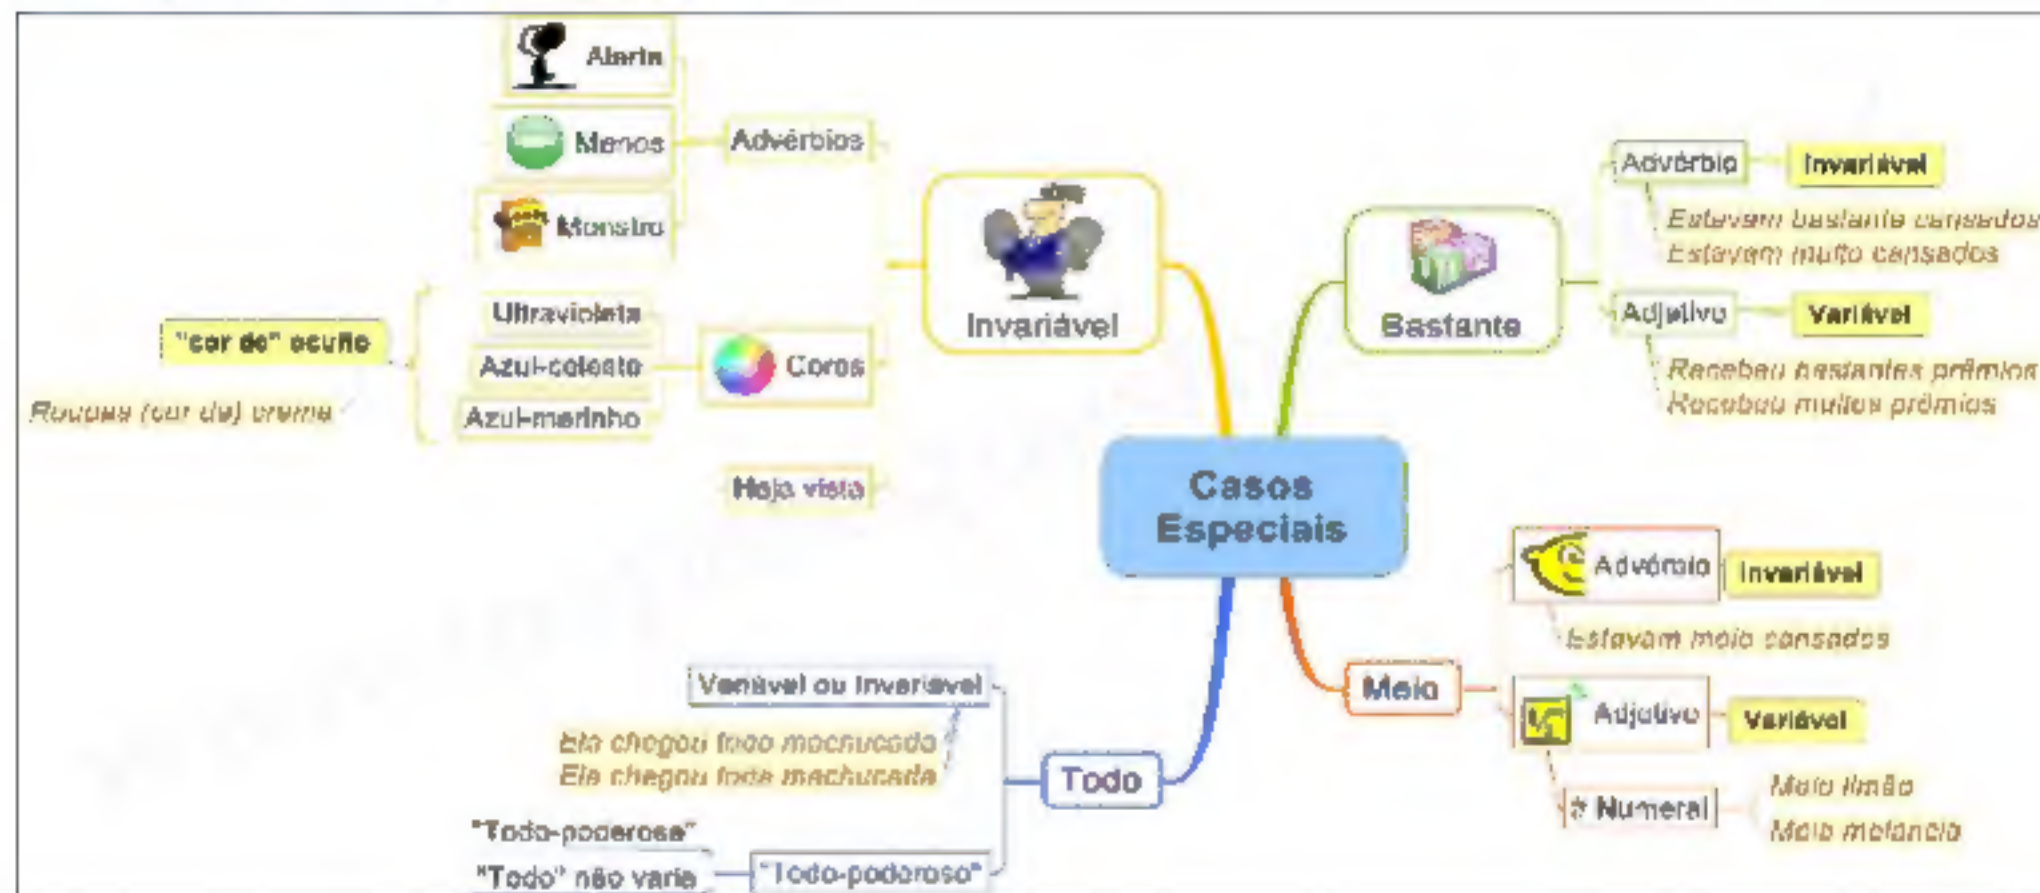 Alerta
Menos
Monstro
Advérbios
Ultravioleta
Azul-celeste
Azul-marinho
Cores
"cor de" oculto
Roupas (cor de) creme
Haja vista
Invariável
Casos
Especiais
Bastante
Advérbio
Invariável
Estavam bastante cansados
Estavam muito cansados
Adjetivo
Variável
Recebeu bastantes prêmios
Recebeu muitos prêmios
Meio
Advérbio
Invariável
Estavam meio cansados
Adjetivo
Variável
Numeral
Meio limão
Meia melancia
Todo
Variável ou Invariável
Ela chegou todo machucada
Ela chegou toda machucada
"Todo-poderoso"
"Todo-poderosa"
"Todo" não varia